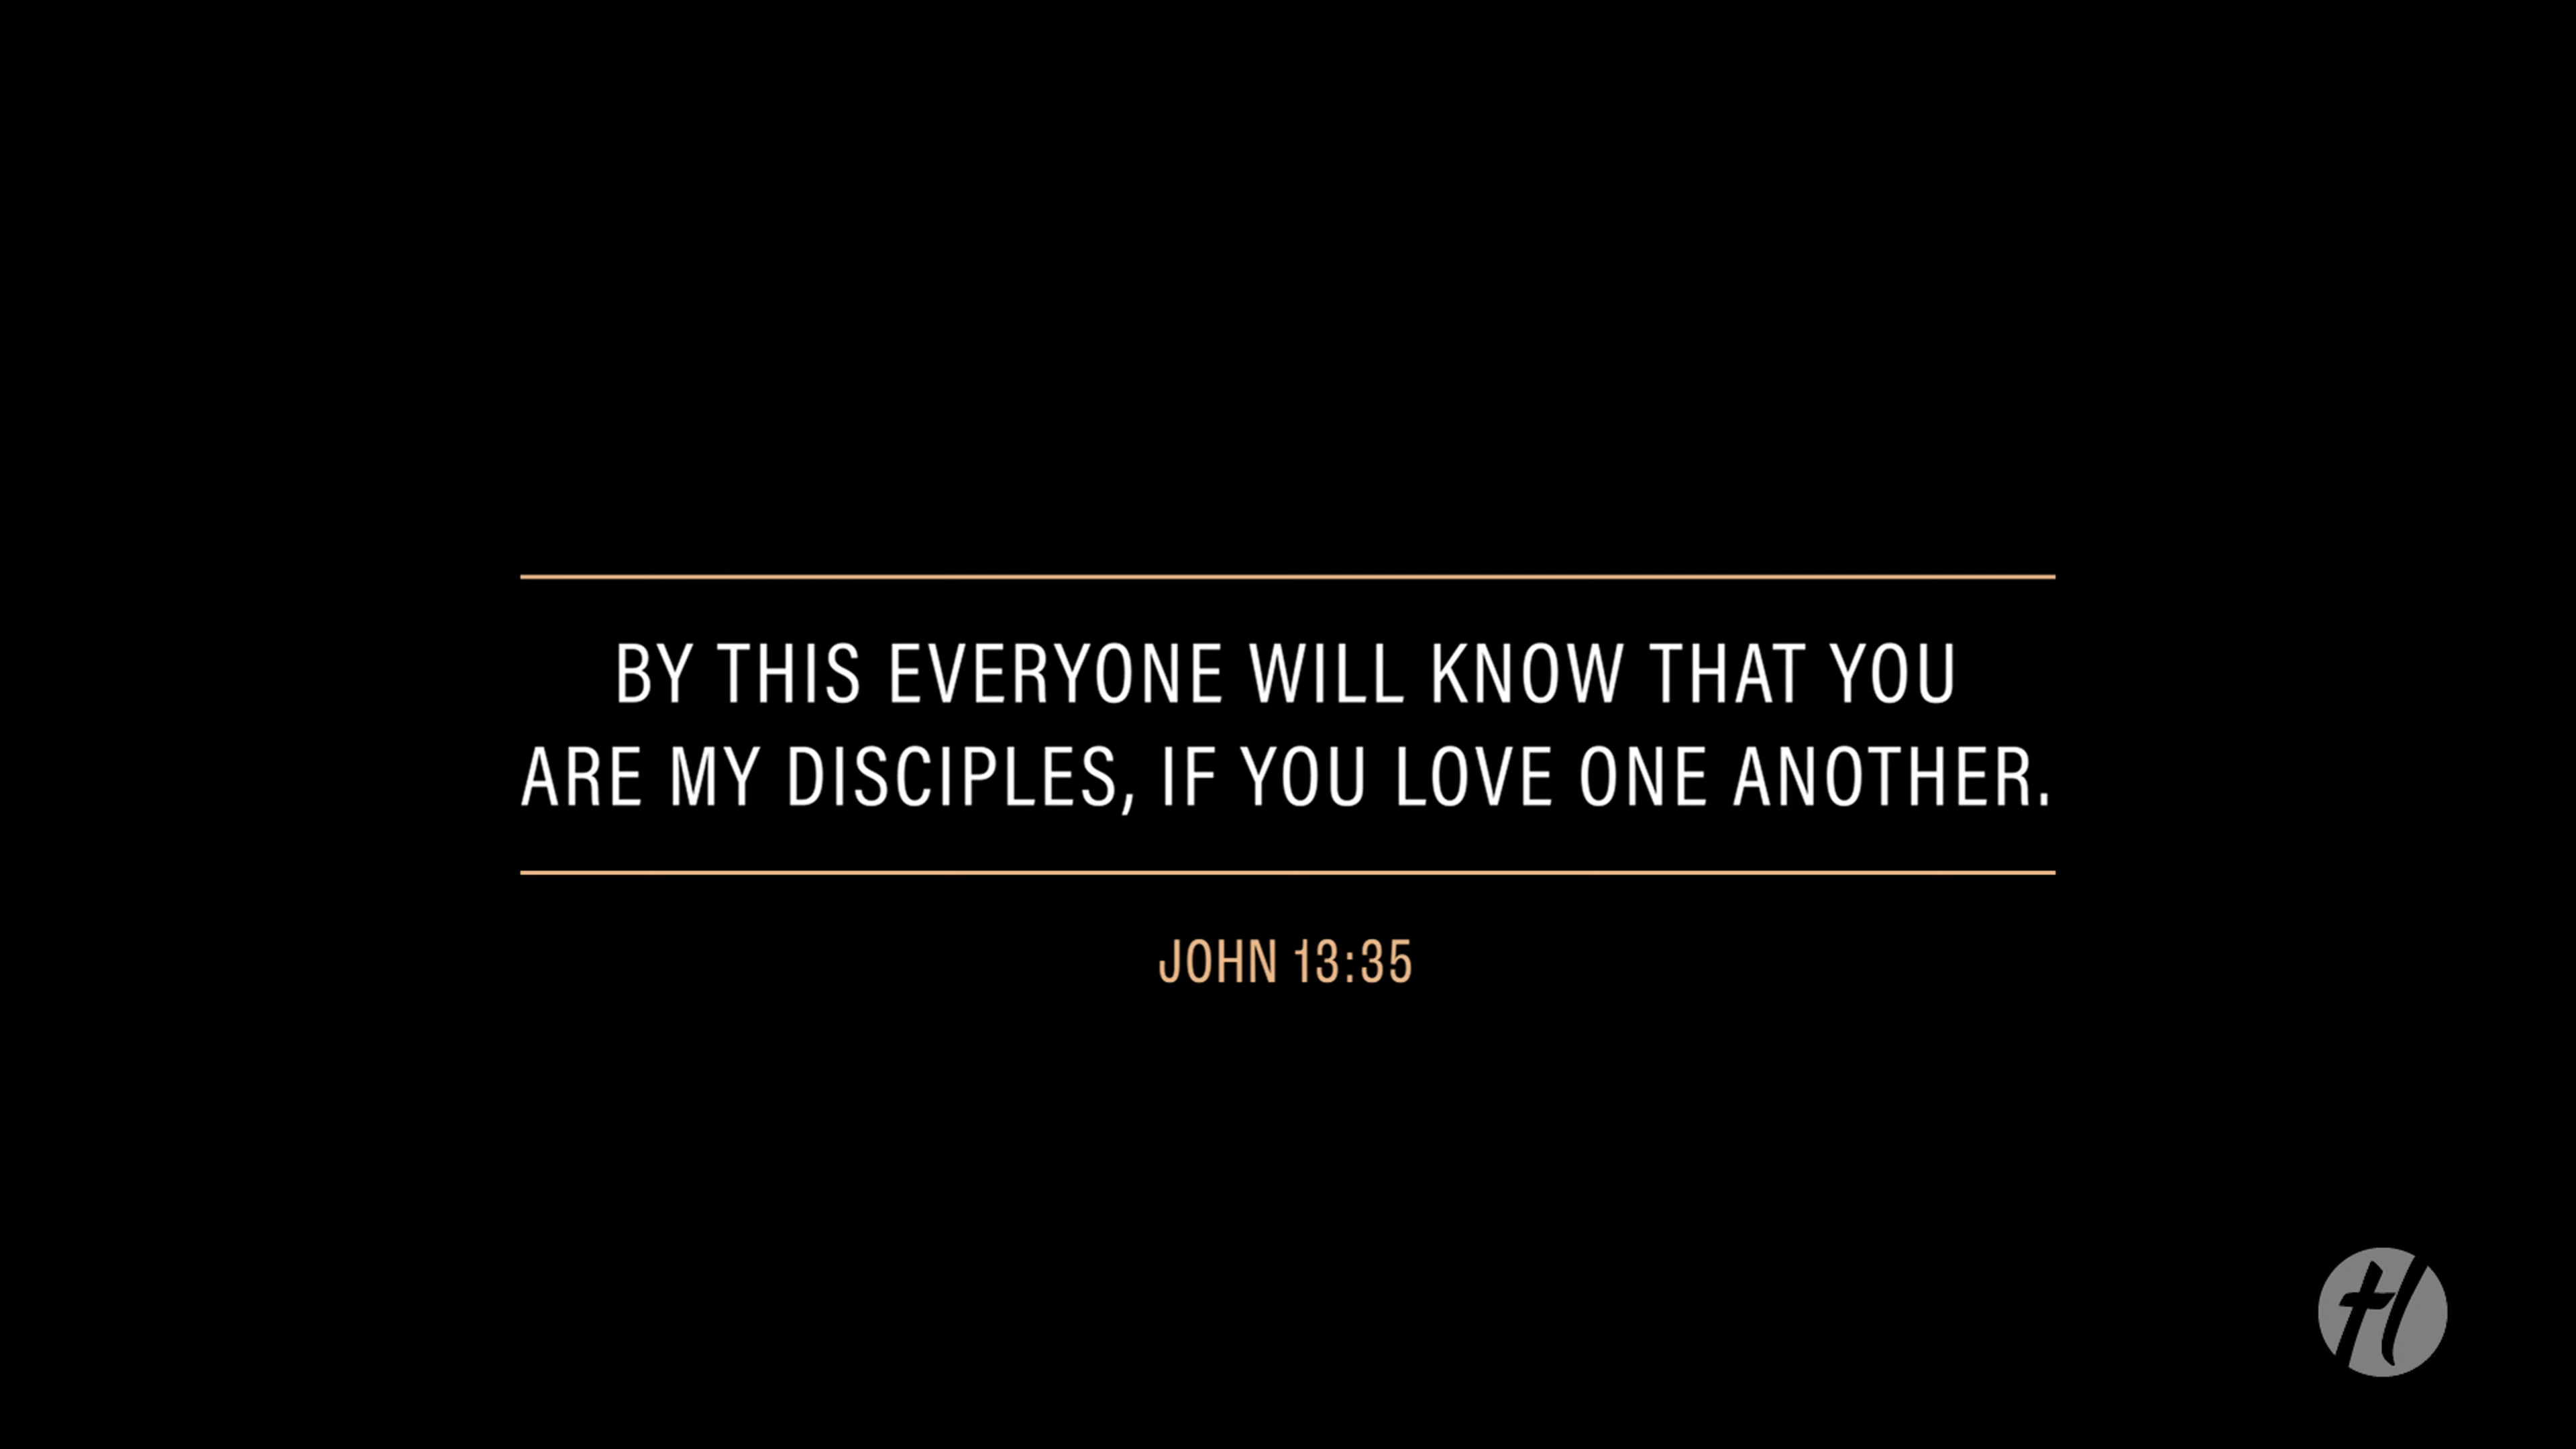 BY THIS EVERYONE WILL KNOW THAT YOU
ARE MY DISCIPLES, IF YOU LOVE ONE ANOTHER.
JOHN 13:35
H